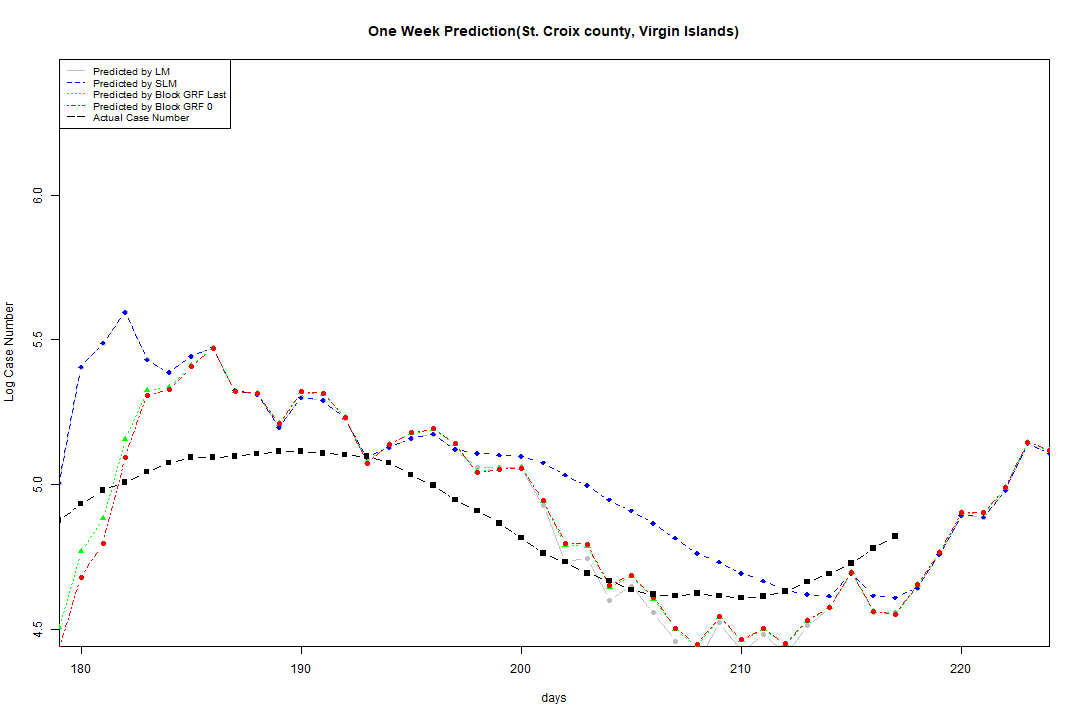 One Week Prediction(St. Croix county, Virgin Islands)
Predicted by LM
Predicted by SLM
Predicted by Block GRF Last
Predicted by Block GRF 0
Actual Case Number
Log Case Number
6.0
5.5
5.0
4.5
180 190 200 210 220
days